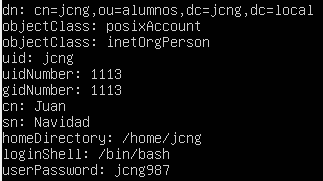 dn: cn=jcng,ou=alumnos,dc=jcng,dc=local
objectClass: posixAccount
objectClass: inetOrgPerson
uid: jcng
uidNumber: 1113
gidNumber: 1113
cn: Juan
sn: Navidad
homeDirectory: /home/jcng
loginShell: /bin/bash
userPassword: jcng987